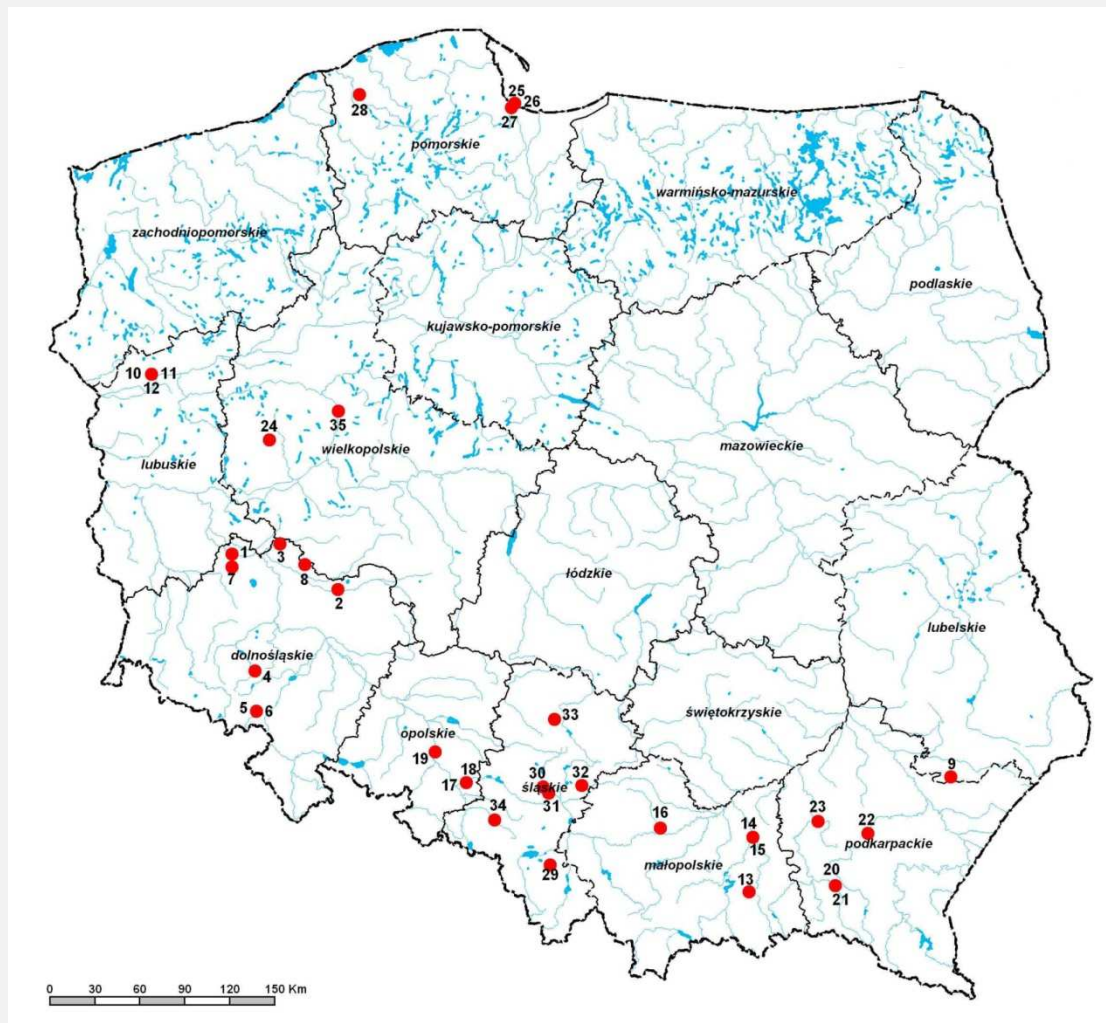 25
28
26
27
pomorskie
warmińsko-mazurskie
zachodniopomorskie
podlaskie
kujawsko-pomorskie
10 11
12
35
24
wielkopolskie
mazowieckie
lubuskie
1
3
7
8
2
łódzkie
lubelskie
dolnośląskie
4
5 6
33
świętokrzyskie
opolskie
19
18
17
30
32
śląskie
31
9
34
16
14
15
23
22
podkarpackie
małopolskie
29
13
20
21
0 30 60 90 120 150 Km